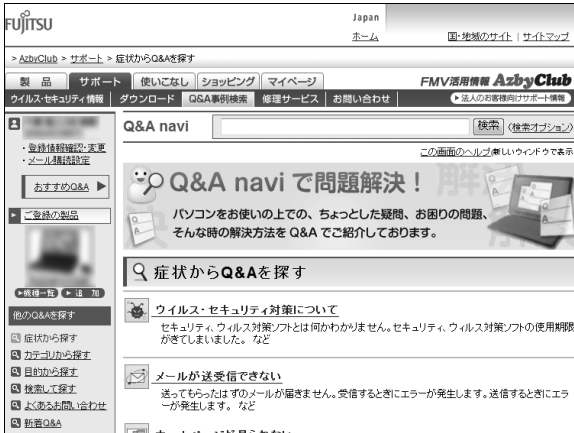 FUJITSU
Japan
ホーム
国・地域のサイト | サイトマップ
> AzbyClub > サポート > 症状からQ&Aを探す
製 品
サポート
使いこなし
ショッピング
マイページ
FMV活用情報 AzbyClub
ウイルス・セキュリティ情報
ダウンロード
Q&A事例検索
修理サービス
お問い合わせ
法人のお客様向けサポート情報
・登録情報確認・変更
・メール購読設定
おすすめQ&A
ご登録の製品
機種一覧
追 加
他のQ&Aを探す
症状から探す
カテゴリから探す
目的から探す
検索して探す
よくあるお問い合わせ
新着Q&A
Q&A navi
検索
(検索オプション)
この画面のヘルプ(新しいウィンドウで表示
Q&A navi で問題解決！
パソコンをお使いの上での、ちょっとした疑問、お困りの問題、
そんな時の解決方法を Q&A でご紹介しております。
症状からQ&Aを探す
ウイルス・セキュリティ対策について
セキュリティ、ウィルス対策ソフトとは何かわかりません。セキュリティ、ウィルス対策ソフトの使用期限
がきてしまいました。 など
メールが送受信できない
送ってもらったはずのメールが届きません。受信するときにエラーが発生します。送信するときにエラ
ーが発生します。 など